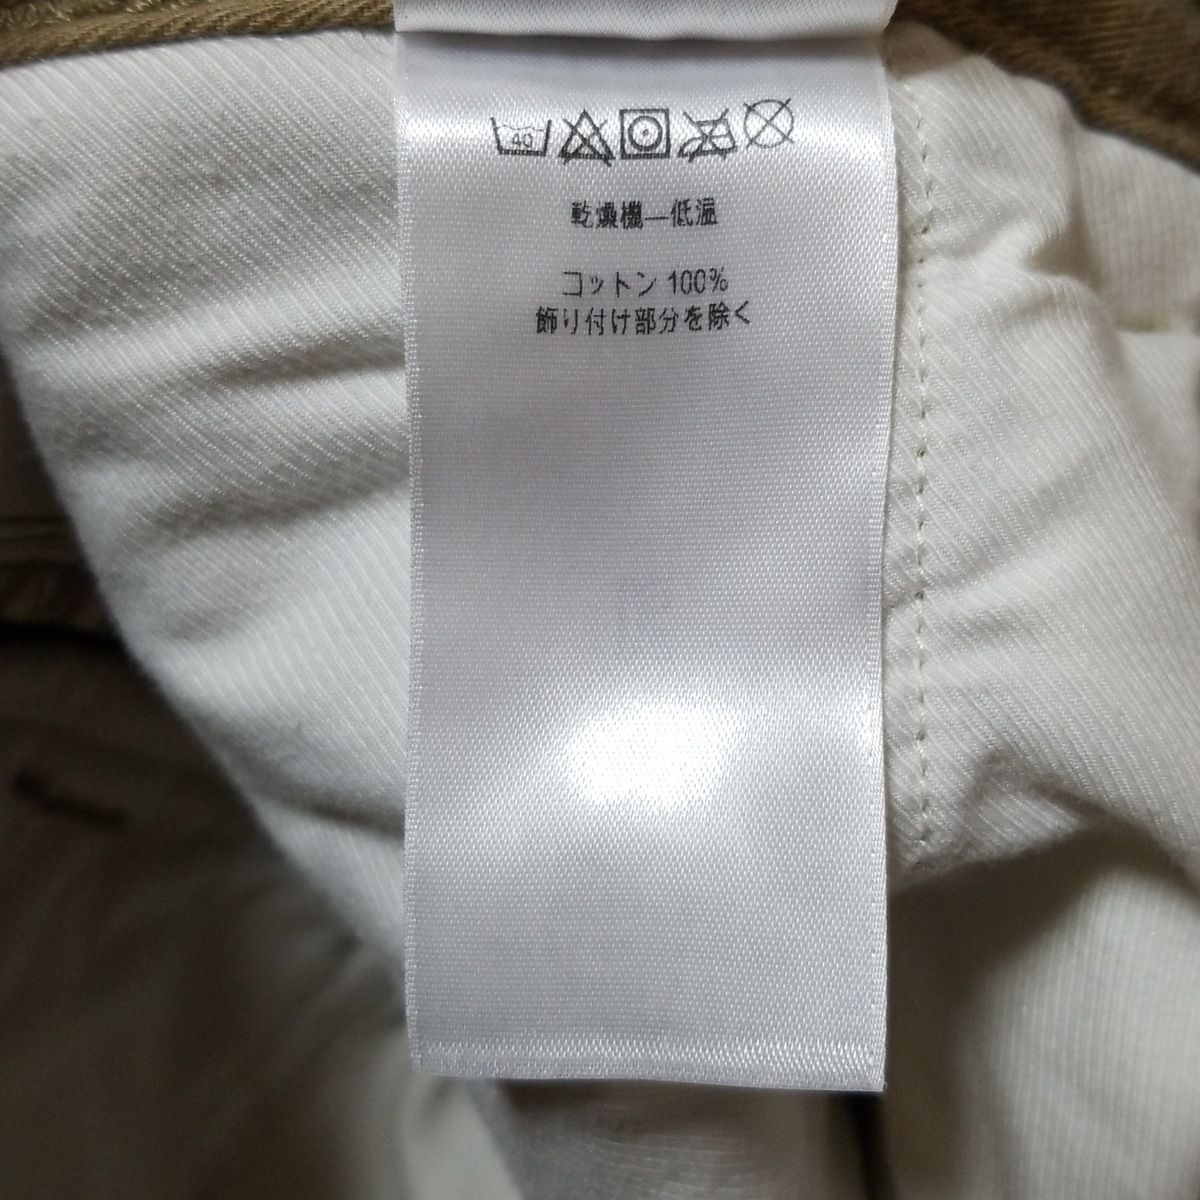 40
乾燥機—低温
コットン 100%
飾り付け部分を除く